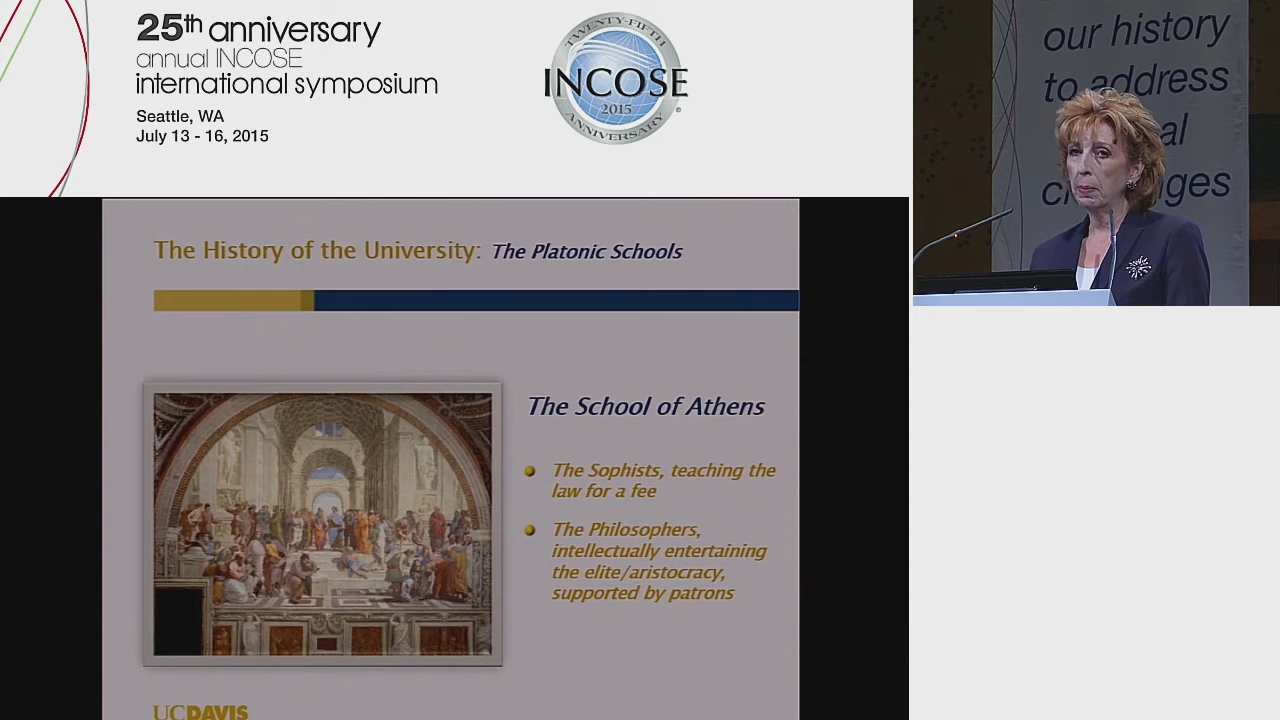 25th anniversary
annual INCOSE
international symposium
Seattle, WA
July 13 - 16, 2015
TWENTY-FIFTH
INCOSE
2015
ANNIVERSARY
our history
to address
The History of the University: The Platonic Schools
The School of Athens
The Sophists, teaching the
law for a fee
The Philosophers,
intellectually entertaining
the elite/aristocracy,
supported by patrons
UCDAVIS